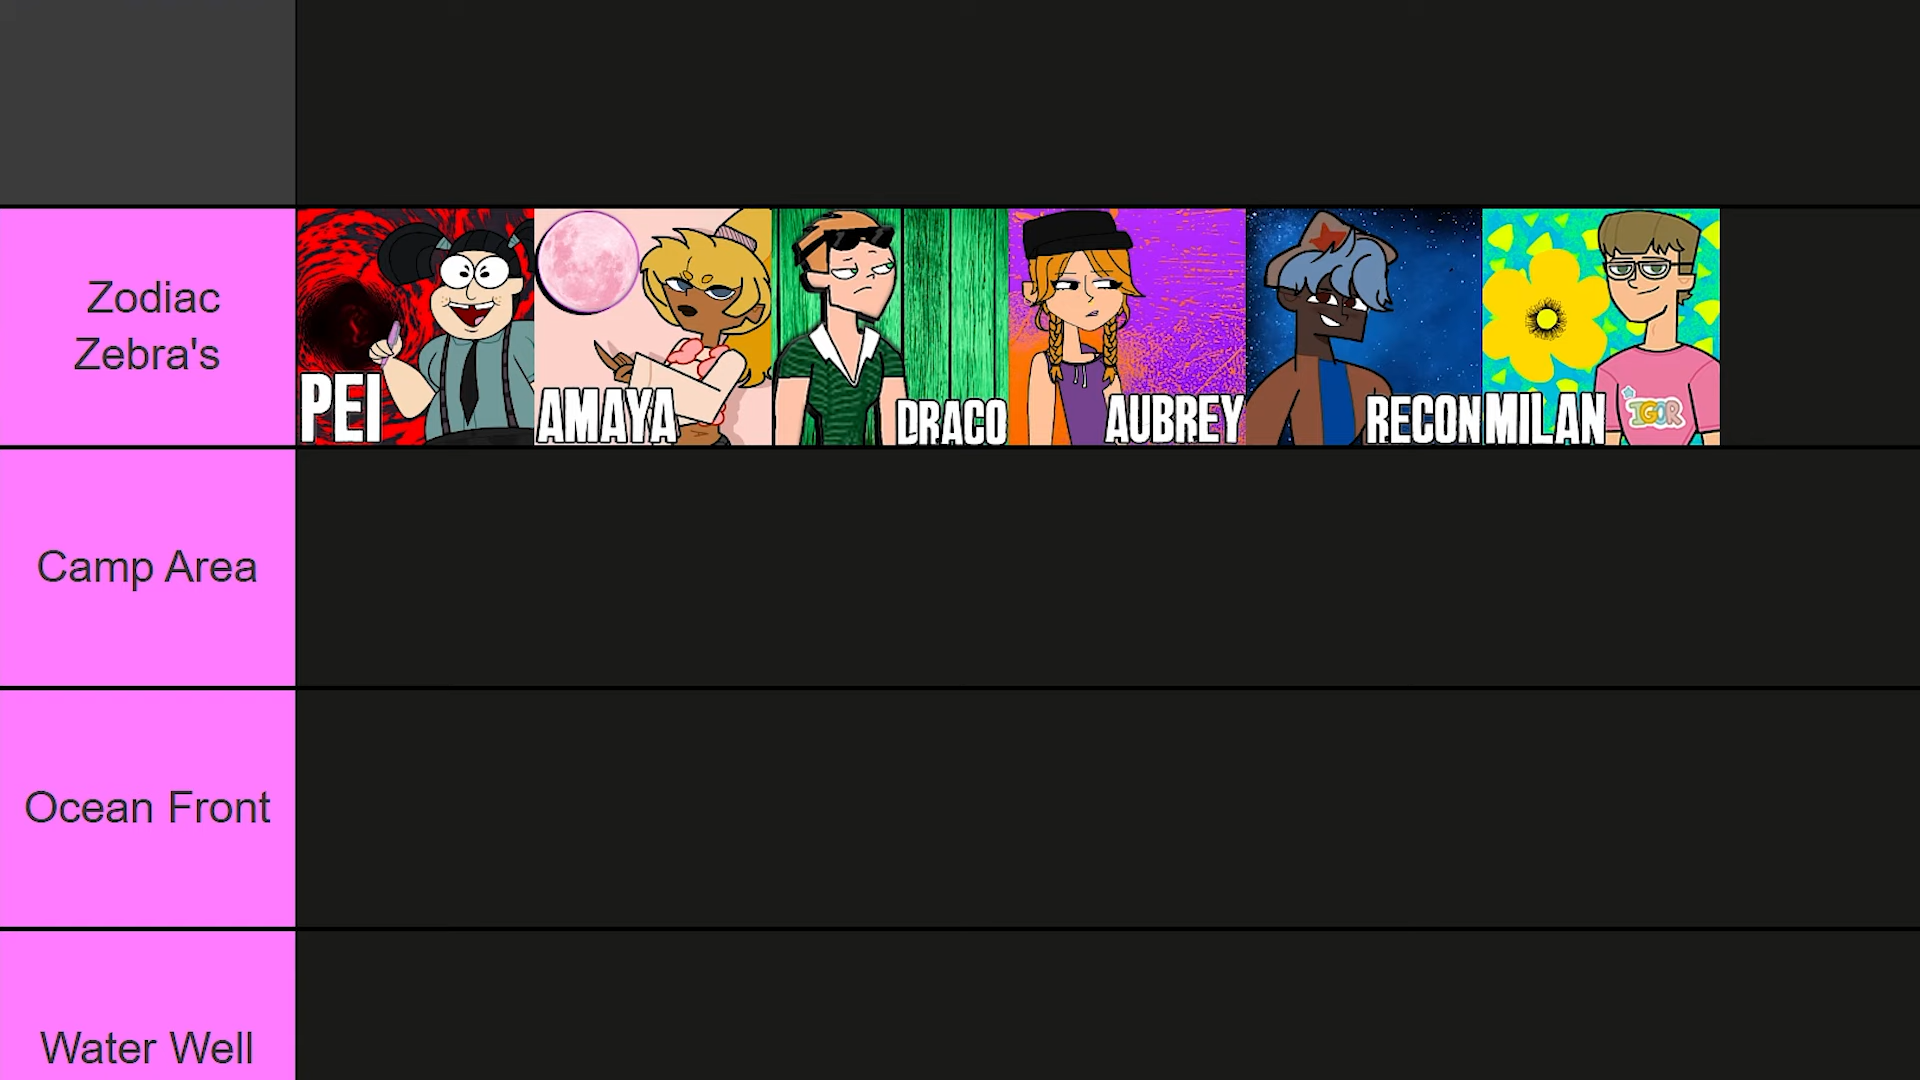 Zodiac
Zebra's
PEI
AMAYA
DRACO
AUBREY
RECON
MILAN
IGOR
Camp Area
Ocean Front
Water Well